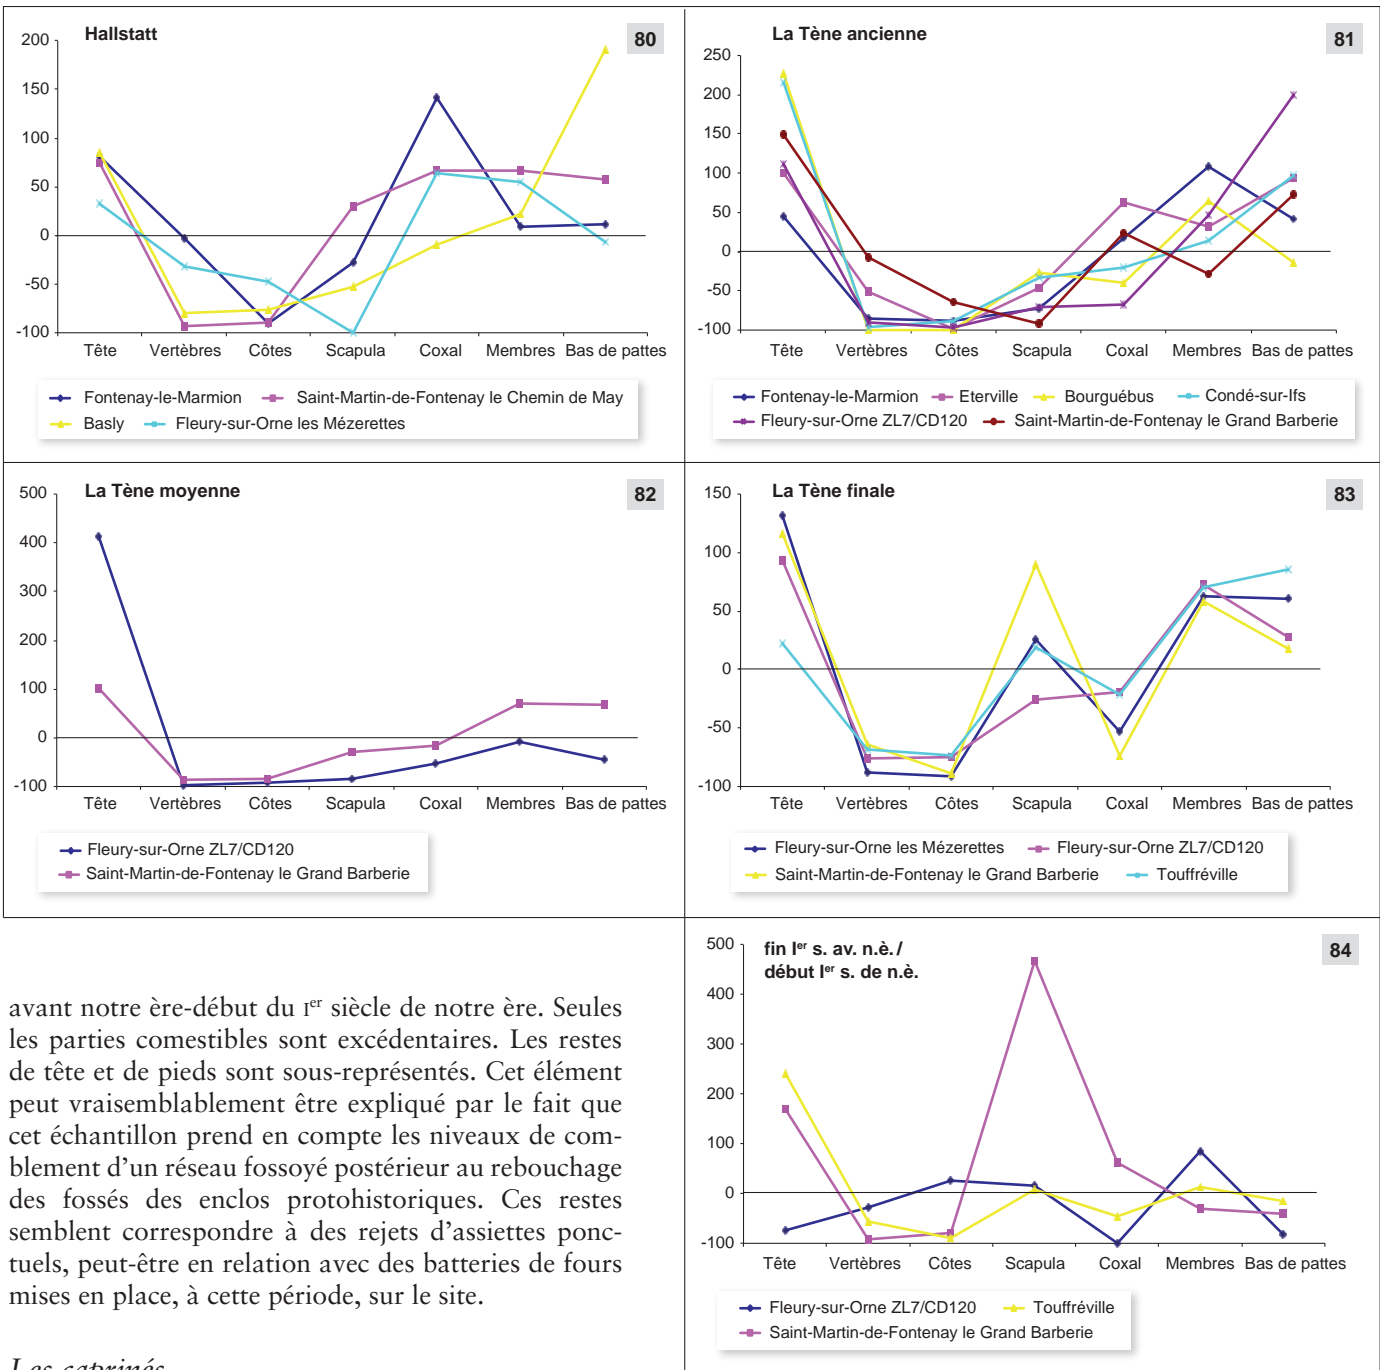 Hallstatt
80
200
150
100
50
0
-50
-100
Tête Vertèbres Côtes Scapula Coxal Membres Bas de pattes
Fontenay-le-Marmion Saint-Martin-de-Fontenay le Chemin de May
Basly Fleury-sur-Orne les Mézerettes
La Tène ancienne
81
250
200
150
100
50
0
-50
-100
Tête Vertèbres Côtes Scapula Coxal Membres Bas de pattes
Fontenay-le-Marmion Eterville Bourguébus Condé-sur-Ifs
Fleury-sur-Orne ZL7/CD120 Saint-Martin-de-Fontenay le Grand Barberie
La Tène moyenne
82
500
400
300
200
100
0
-100
Tête Vertèbres Côtes Scapula Coxal Membres Bas de pattes
Fleury-sur-Orne ZL7/CD120
Saint-Martin-de-Fontenay le Grand Barberie
La Tène finale
83
150
100
50
0
-50
-100
Tête Vertèbres Côtes Scapula Coxal Membres Bas de pattes
Fleury-sur-Orne les Mézerettes Fleury-sur-Orne ZL7/CD120
Saint-Martin-de-Fontenay le Grand Barberie Touffréville
avant notre ère-début du Ier siècle de notre ère. Seules
les parties comestibles sont excédentaires. Les restes
de tête et de pieds sont sous-représentés. Cet élément
peut vraisemblablement être expliqué par le fait que
cet échantillon prend en compte les niveaux de com-
blement d'un réseau fossoyé postérieur au rebouchage
des fossés des enclos protohistoriques. Ces restes
semblent correspondre à des rejets d'assiettes ponc-
tuels, peut-être en relation avec des batteries de fours
mises en place, à cette période, sur le site.
Les caprinés
fin Ier s. av. n.è. /
début Ier s. de n.è.
84
500
400
300
200
100
0
-100
Tête Vertèbres Côtes Scapula Coxal Membres Bas de pattes
Fleury-sur-Orne ZL7/CD120 Touffréville
Saint-Martin-de-Fontenay le Grand Barberie